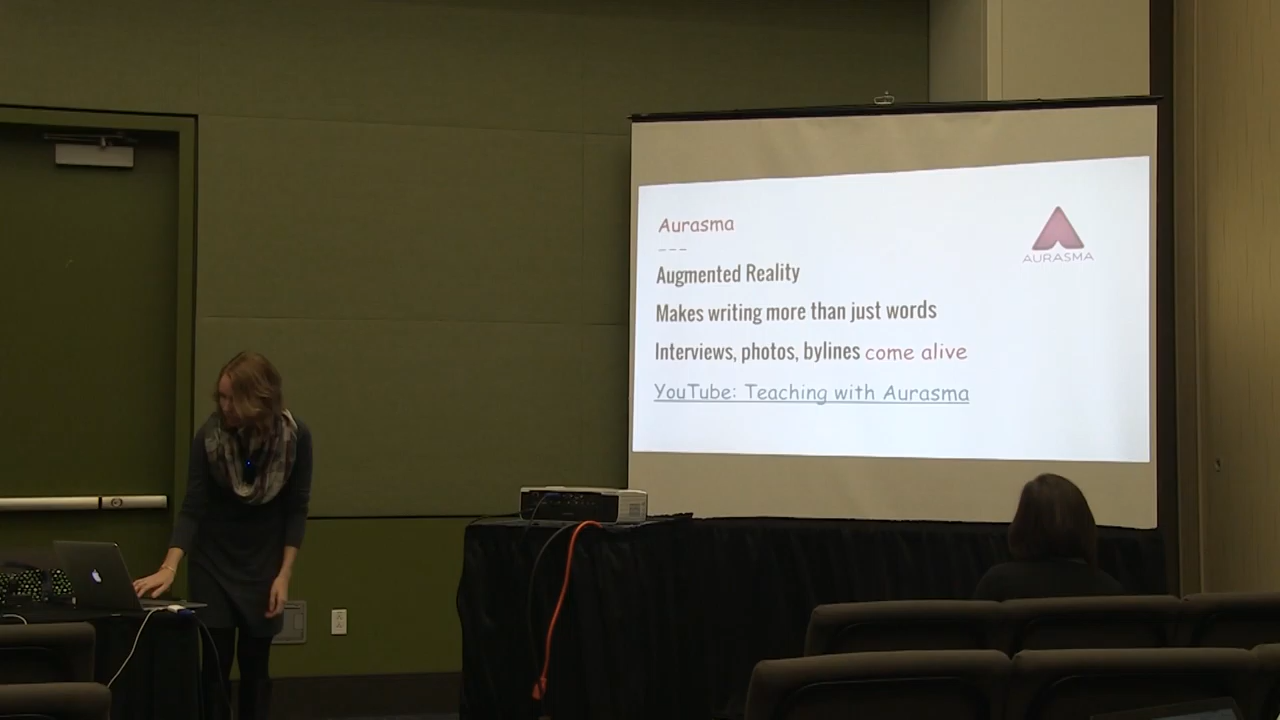 Aurasma
---
Augmented Reality
Makes writing more than just words
Interviews, photos, bylines come alive
YouTube: Teaching with Aurasma
AURASMA